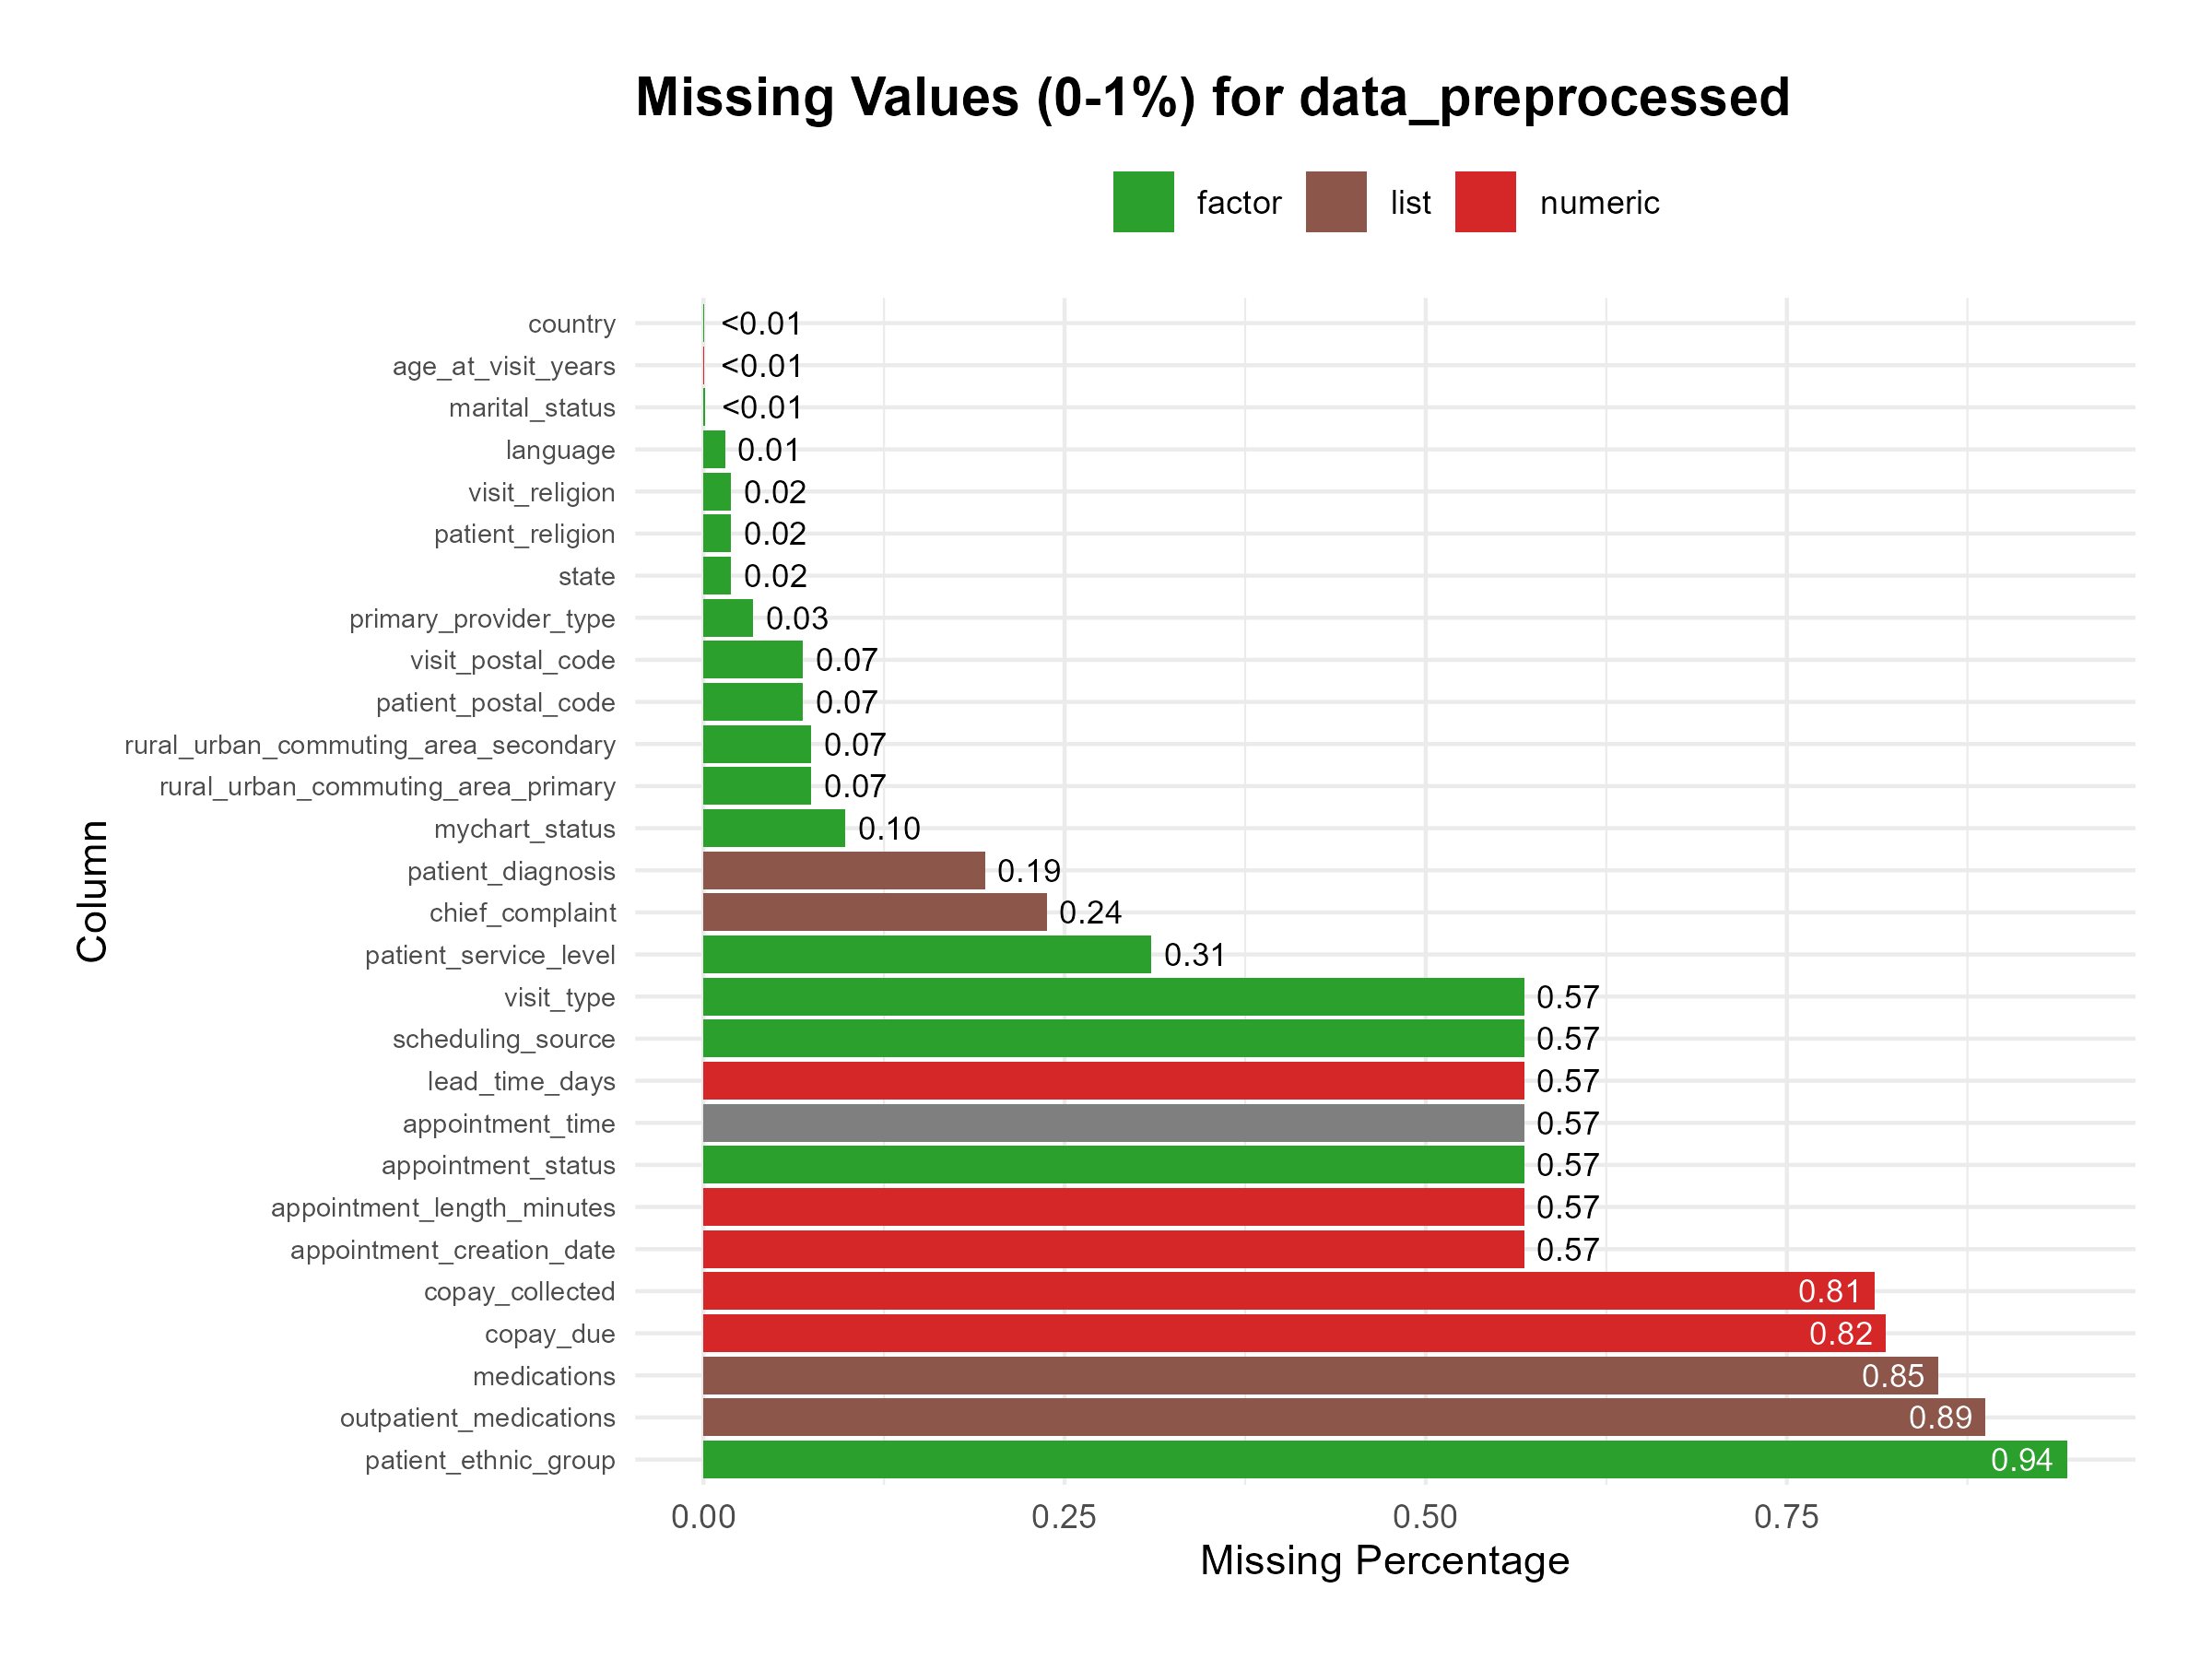 Missing Values (0-1%) for data_preprocessed
factor list numeric
country <0.01
age_at_visit_years <0.01
marital_status <0.01
language 0.01
visit_religion 0.02
patient_religion 0.02
state 0.02
primary_provider_type 0.03
visit_postal_code 0.07
patient_postal_code 0.07
rural_urban_commuting_area_secondary 0.07
rural_urban_commuting_area_primary 0.07
mychart_status 0.10
patient_diagnosis 0.19
chief_complaint 0.24
patient_service_level 0.31
visit_type 0.57
scheduling_source 0.57
lead_time_days 0.57
appointment_time 0.57
appointment_status 0.57
appointment_length_minutes 0.57
appointment_creation_date 0.57
copay_collected 0.81
copay_due 0.82
medications 0.85
outpatient_medications 0.89
patient_ethnic_group 0.94
Column
0.00 0.25 0.50 0.75
Missing Percentage